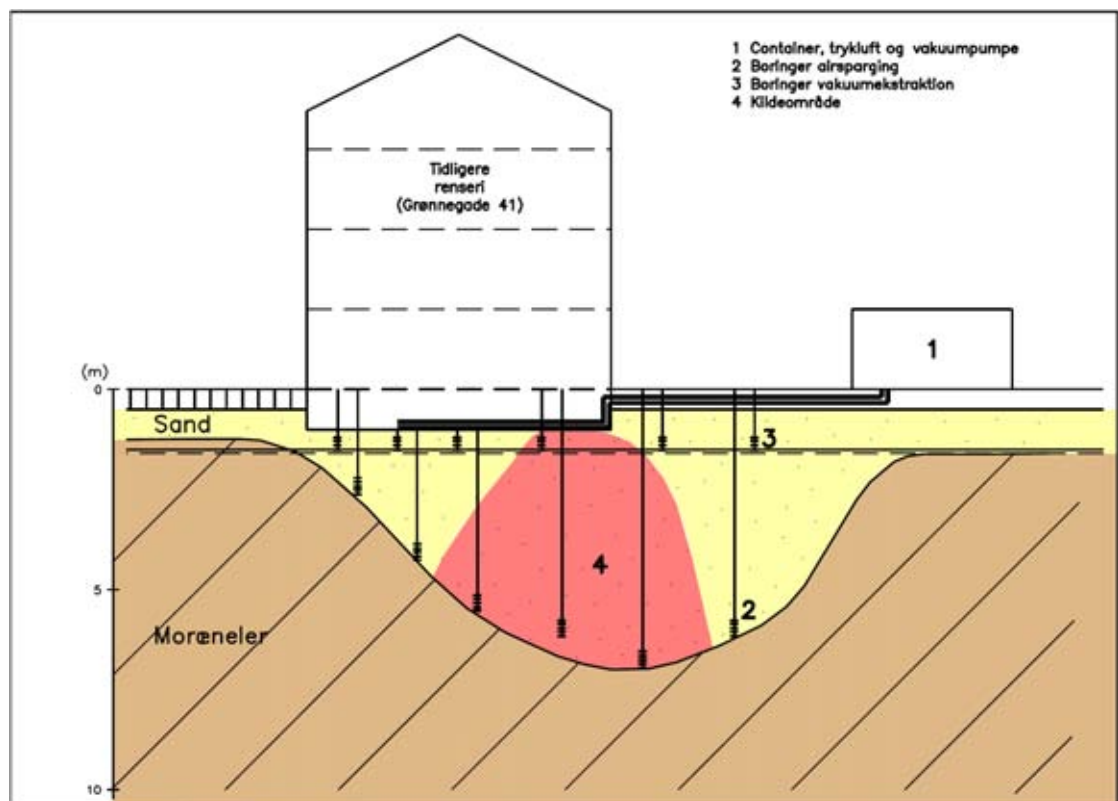 1 Container, trykluft og vakuumpumpe
2 Boringer airsparging
3 Boringer vakuumekstraktion
4 Kildeområde
Tidligere
renseri
(Grønnegade 41)
1
(m)
0
Sand
3
4
5
2
Moræneler
10